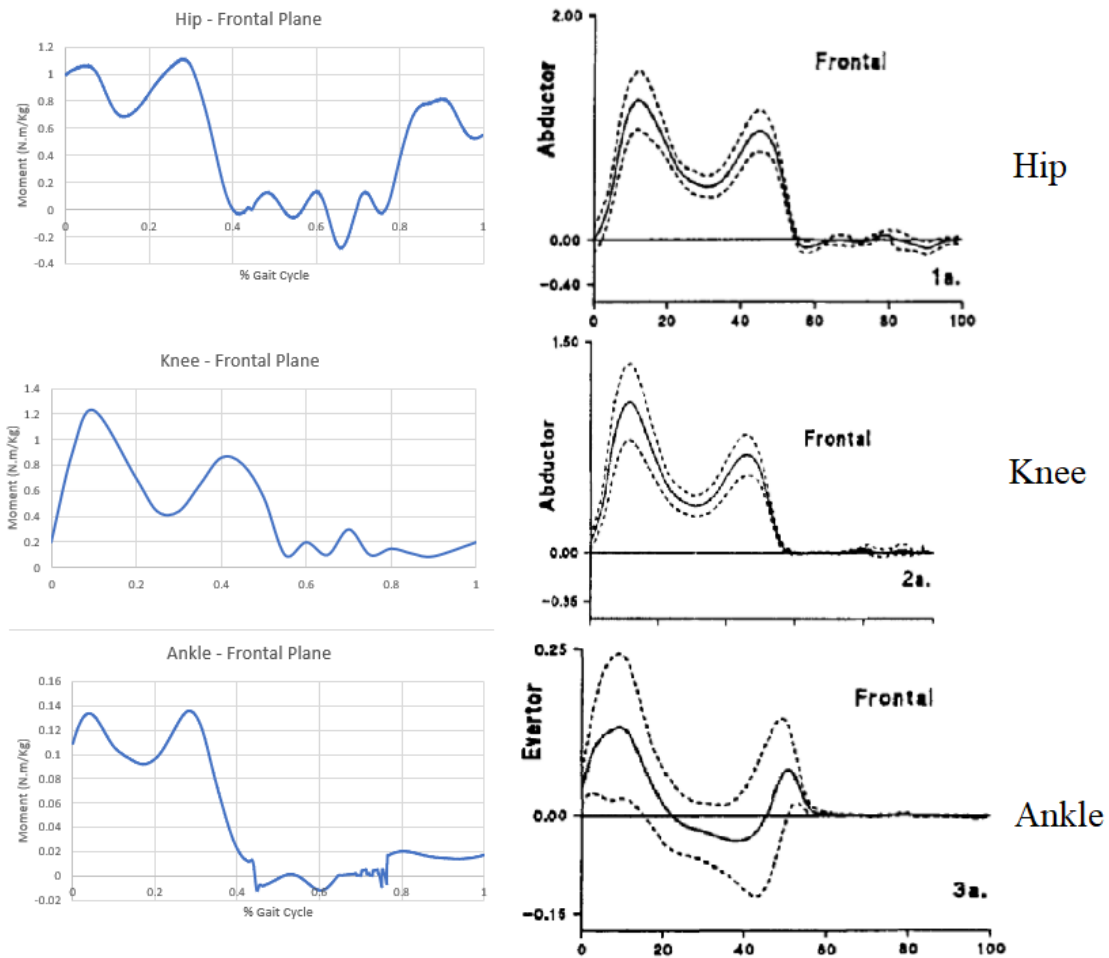 Hip - Frontal Plane
Moment (N.m/Kg)
1.2
1
0.8
0.6
0.4
0.2
0
-0.2
-0.4
0 0.2 0.4 0.6 0.8 1
% Gait Cycle
Abductor
2.00
0.00
-0.40
Frontal
1a.
0 20 40 60 80 100
Hip
Knee - Frontal Plane
Moment (N.m/Kg)
1.4
1.2
1
0.8
0.6
0.4
0.2
0
0 0.2 0.4 0.6 0.8 1
Abductor
1.50
0.00
-0.35
Frontal
2a.
Knee
Ankle - Frontal Plane
Moment (N.m/Kg)
0.16
0.14
0.12
0.1
0.08
0.06
0.04
0.02
0
-0.02
0 0.2 0.4 0.6 0.8 1
% Gait Cycle
Evertor
0.25
0.00
-0.15
Frontal
3a.
0 20 40 60 80 100
Ankle